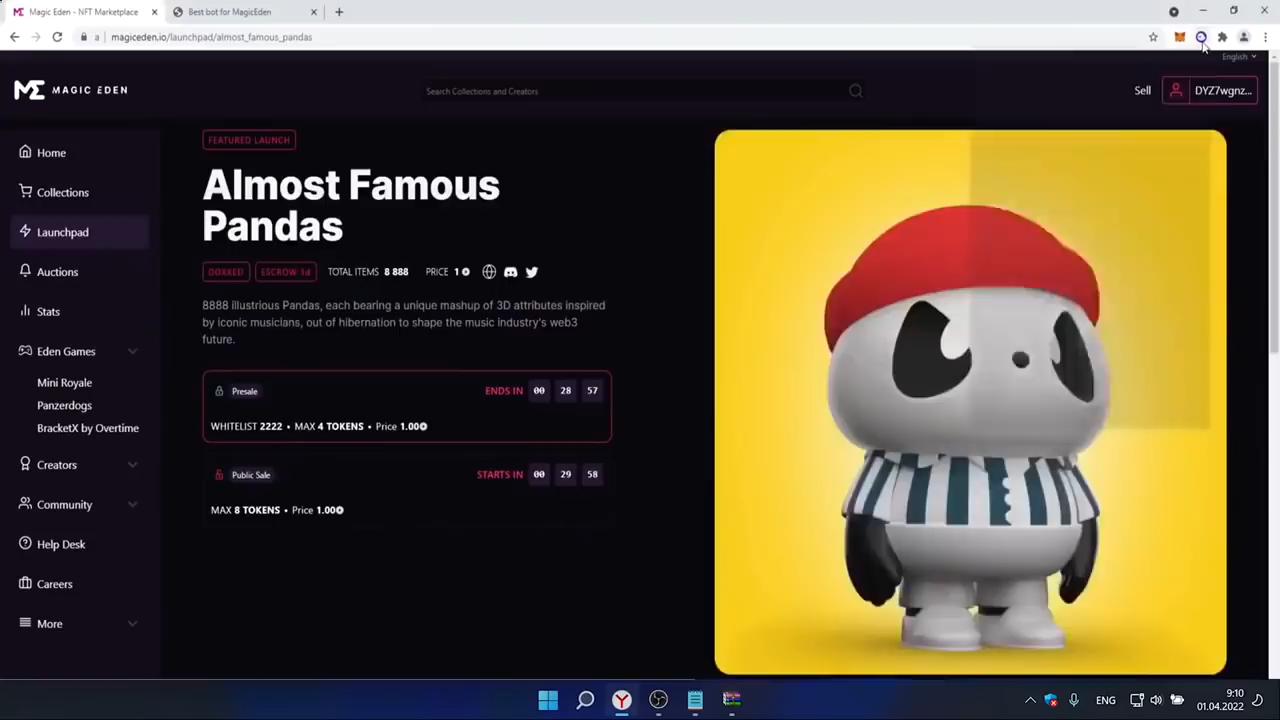 Magic Eden - NFT Marketplace
Best bot for MagicEden
magiceden.io/launchpad/almost_famous_pandas
English
MAGIC EDEN
Search Collections and Creators
Sell
DYZ7wgnz...
Home
Collections
Launchpad
Auctions
Stats
Eden Games
Mini Royale
Panzerdogs
BracketX by Overtime
Creators
Community
Help Desk
Careers
More
FEATURED LAUNCH
Almost Famous
Pandas
DOXXED ESCROW 1d TOTAL ITEMS 8 888 PRICE 1
8888 illustrious Pandas, each bearing a unique mashup of 3D attributes inspired
by iconic musicians, out of hibernation to shape the music industry's web3
future.
Presale ENDS IN 00 28 57
WHITELIST 2222 • MAX 4 TOKENS • Price 1.00
Public Sale STARTS IN 00 29 58
MAX 8 TOKENS • Price 1.00
ENG
9:10
01.04.2022